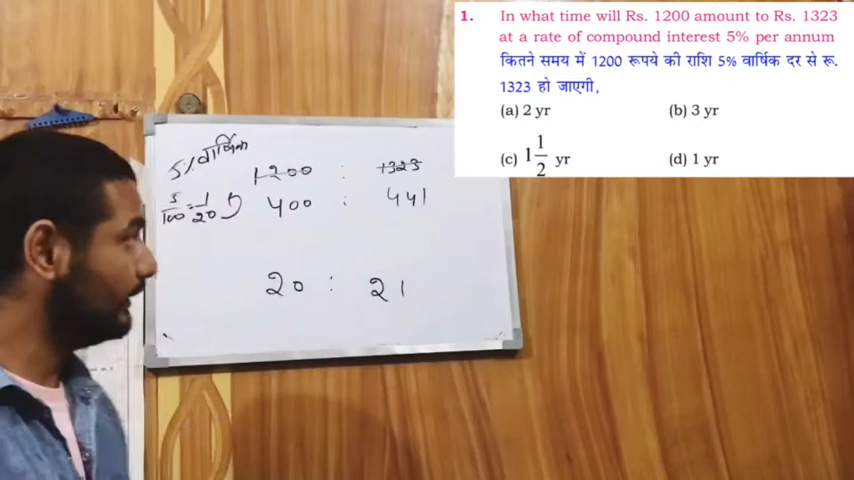 1. In what time will Rs. 1200 amount to Rs. 1323
at a rate of compound interest 5% per annum
कितने समय में 1200 रूपये की राशि 5% वार्षिक दर से रू.
1323 हो जाएगी,
(a) 2 yr (b) 3 yr
(c) 1 1/2 yr (d) 1 yr
5% वार्षिक
1200 : 1323
5/100 = 1/20 400 : 441
20 : 21